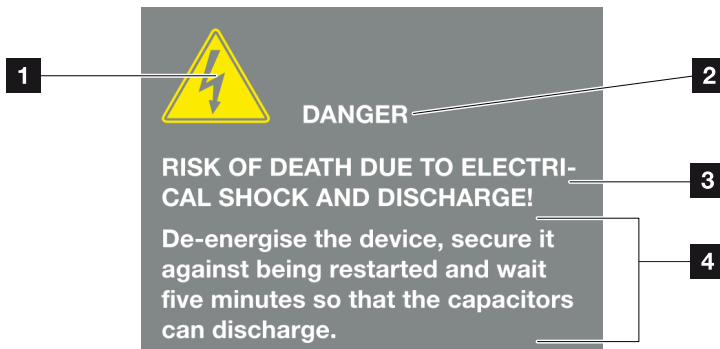 1
2
DANGER
RISK OF DEATH DUE TO ELECTRI-
CAL SHOCK AND DISCHARGE!
3
De-energise the device, secure it
against being restarted and wait
five minutes so that the capacitors
can discharge.
4